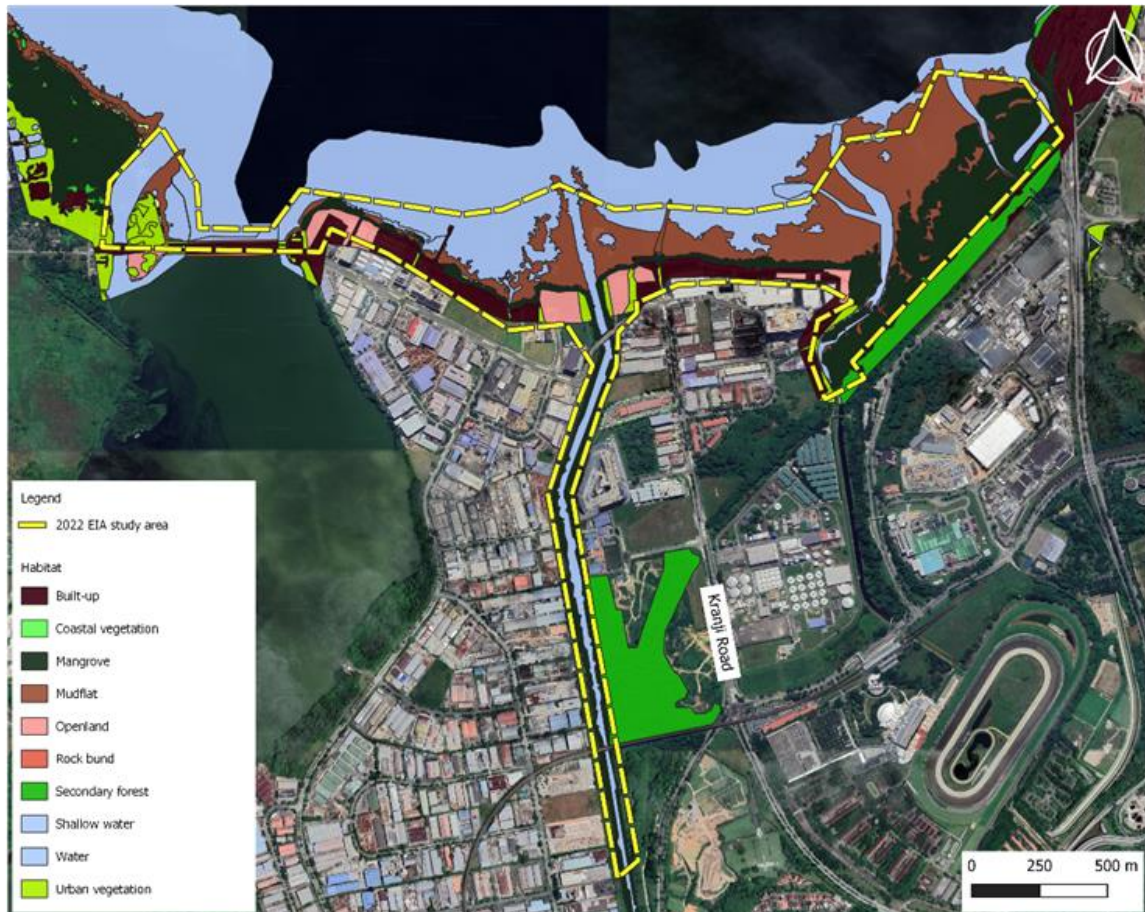 Kranji Road
Legend
2022 EIA study area
Habitat
Built-up
Coastal vegetation
Mangrove
Mudflat
Openland
Rock bund
Secondary forest
Shallow water
Water
Urban vegetation
0 250 500 m